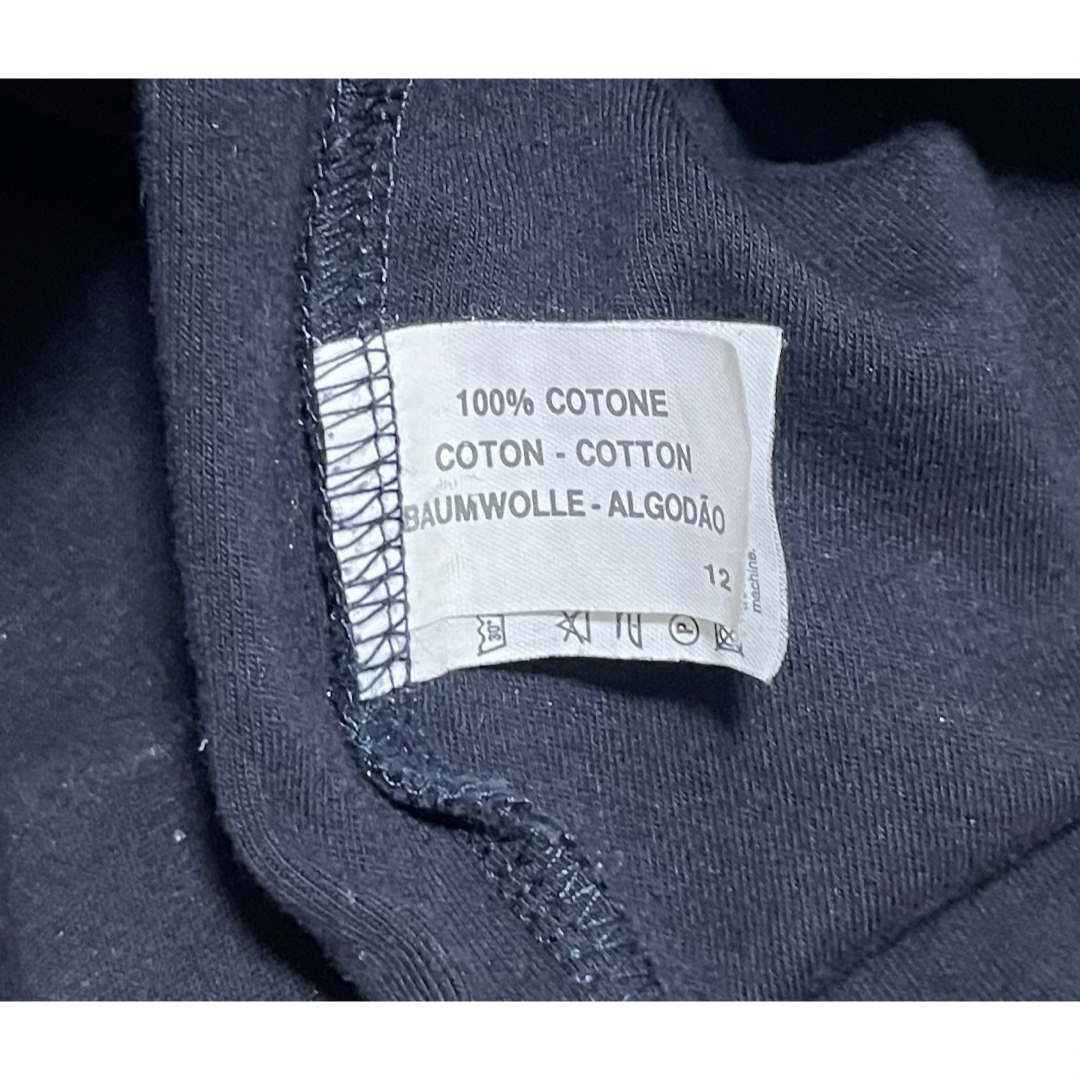 100% COTONE
COTON - COTTON
BAUMWOLLE - ALGODÃO
12
machine.
30°
P